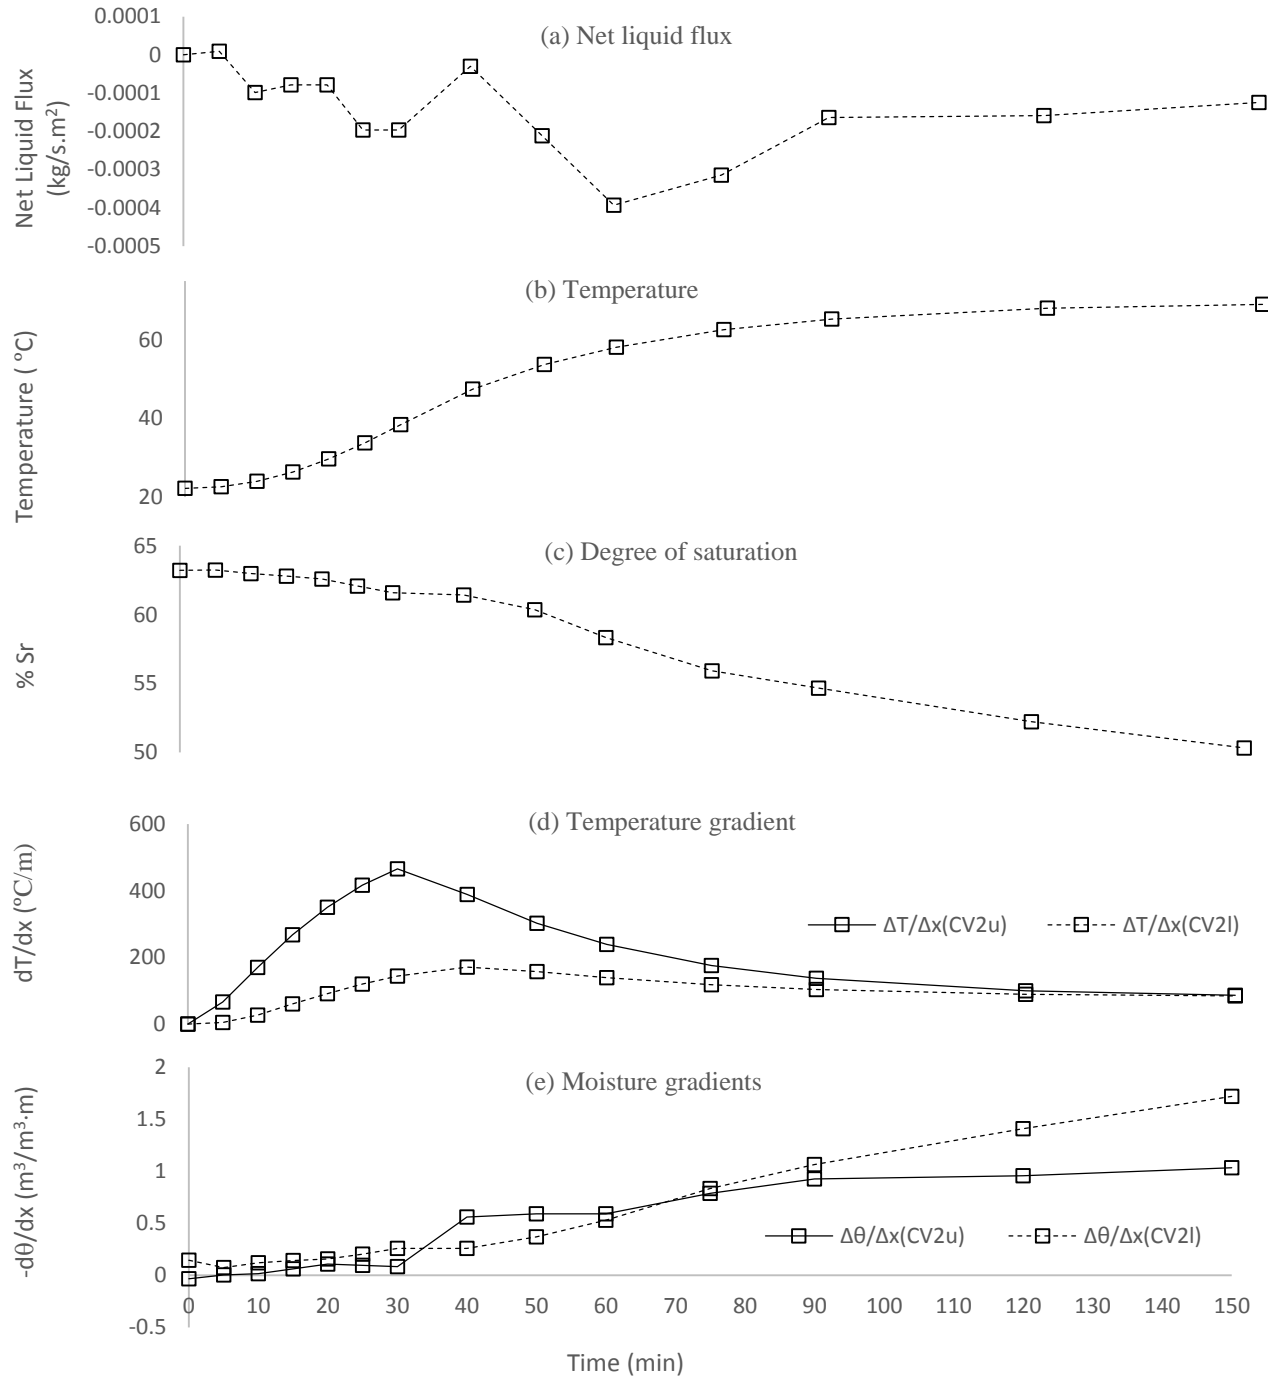 (a) Net liquid flux
Net Liquid Flux
(kg/s.m²)
0.0001
0
-0.0001
-0.0002
-0.0003
-0.0004
-0.0005
(b) Temperature
Temperature ( °C)
60
40
20
(c) Degree of saturation
% Sr
65
60
55
50
(d) Temperature gradient
dT/dx (°C/m)
600
400
200
0
ΔT/Δx(CV2u) ΔT/Δx(CV2l)
(e) Moisture gradients
-dθ/dx (m³/m³·m)
2
1.5
1
0.5
0
-0.5
Δθ/Δx(CV2u) Δθ/Δx(CV2l)
0 10 20 30 40 50 60 70 80 90 100 110 120 130 140 150
Time (min)